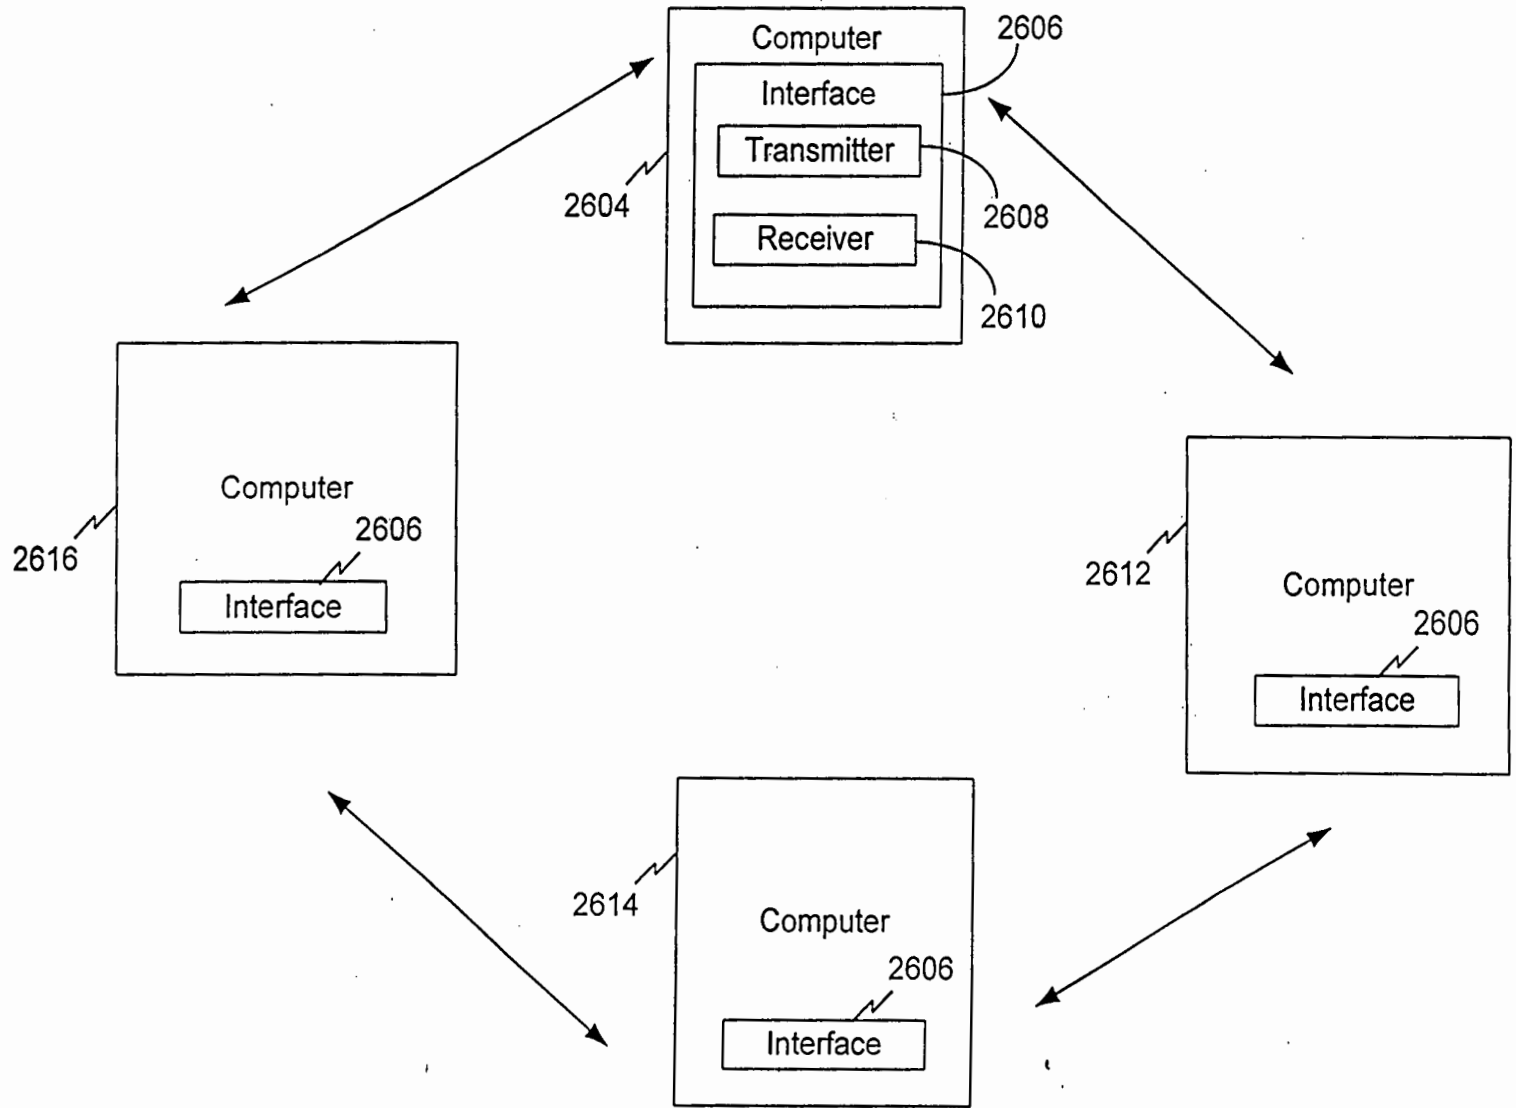 Computer
2606
Interface
Transmitter
2604
2608
Receiver
2610
Computer
2606
2616
Interface
2612
Computer
2606
Interface
2614
Computer
2606
Interface